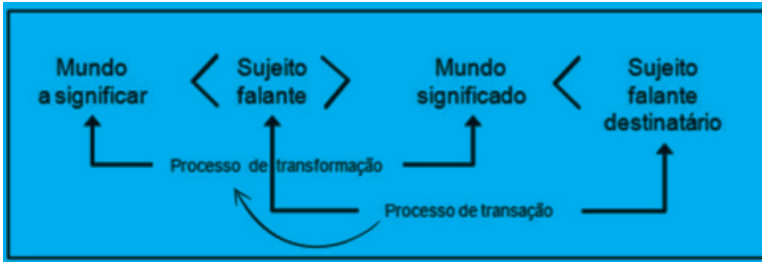 Mundo
a significar
Sujeito
falante
Mundo
significado
Sujeito
falante
destinatário
Processo de transformação
Processo de transação